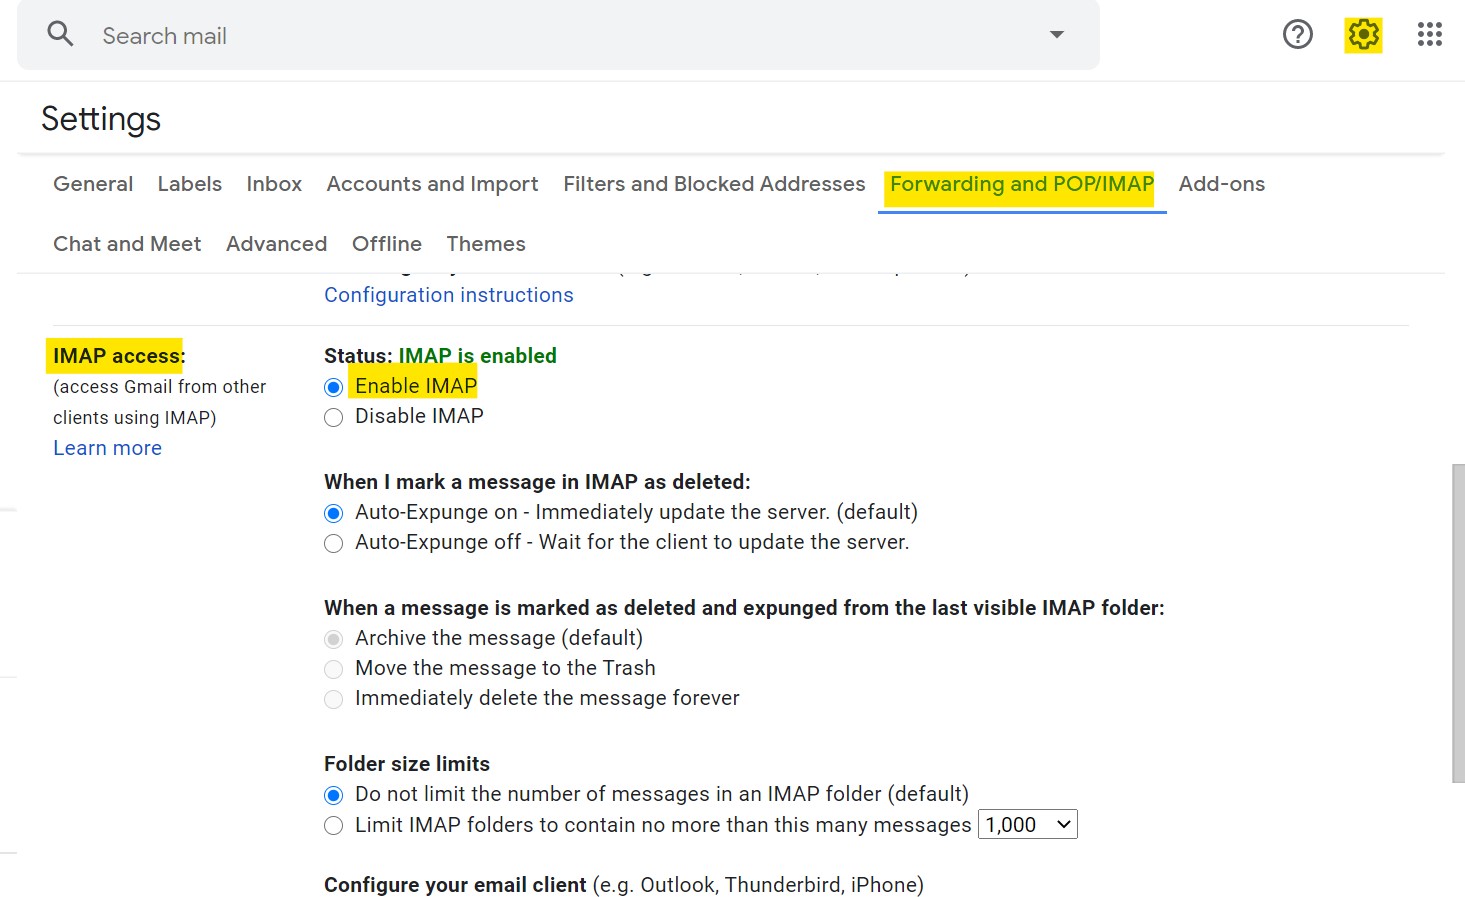 Search mail
Settings
General Labels Inbox Accounts and Import Filters and Blocked Addresses Forwarding and POP/IMAP Add-ons
Chat and Meet Advanced Offline Themes
Configuration instructions
IMAP access:
(access Gmail from other
clients using IMAP)
Learn more
Status: IMAP is enabled
Enable IMAP
Disable IMAP
When I mark a message in IMAP as deleted:
Auto-Expunge on - Immediately update the server. (default)
Auto-Expunge off - Wait for the client to update the server.
When a message is marked as deleted and expunged from the last visible IMAP folder:
Archive the message (default)
Move the message to the Trash
Immediately delete the message forever
Folder size limits
Do not limit the number of messages in an IMAP folder (default)
Limit IMAP folders to contain no more than this many messages 1,000
Configure your email client (e.g. Outlook, Thunderbird, iPhone)